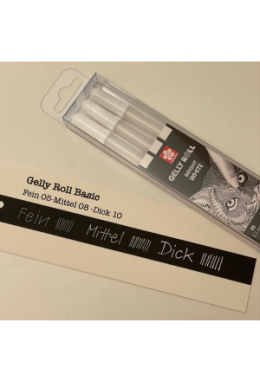 GELLY ROLL
BRIGHT
WHITE
Gelly Roll Basic
Fein 05-Mittel 08 -Dick 10
Fein Mittel Dick